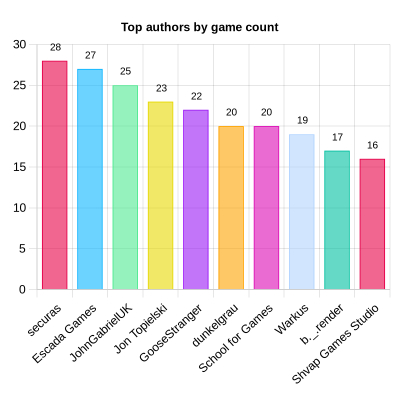 Top authors by game count
30
25
20
15
10
5
0
28
27
25
23
22
20
20
19
17
16
securas
Escada Games
JohnGabrielUK
Jon Topielski
GooseStranger
dunkelgrau
School for Games
Warkus
b._.render
Shvap Games Studio